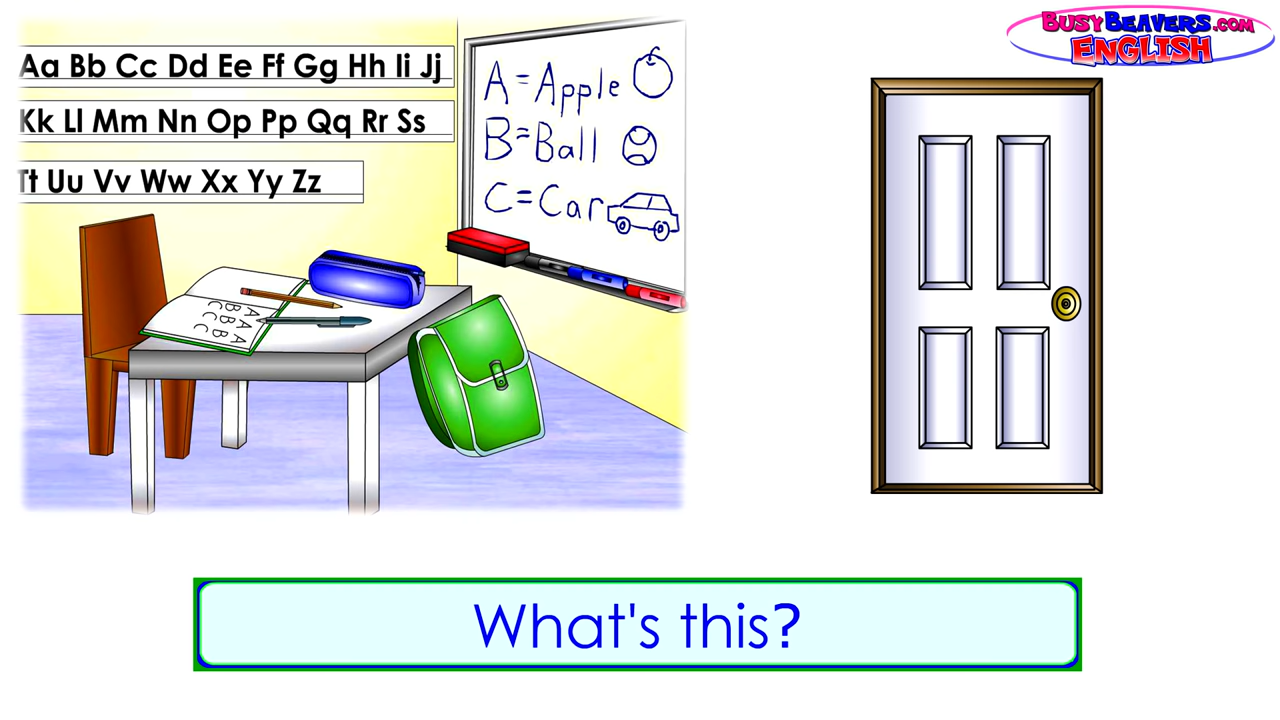 Aa Bb Cc Dd Ee Ff Gg Hh Ii Jj
Kk Ll Mm Nn Op Pp Qq Rr Ss
Tt Uu Vv Ww Xx Yy Zz
A = Apple
B = Ball
C = Car
A A A
B B B
C C
BUSYBEAVERS.COM
ENGLISH
What's this?